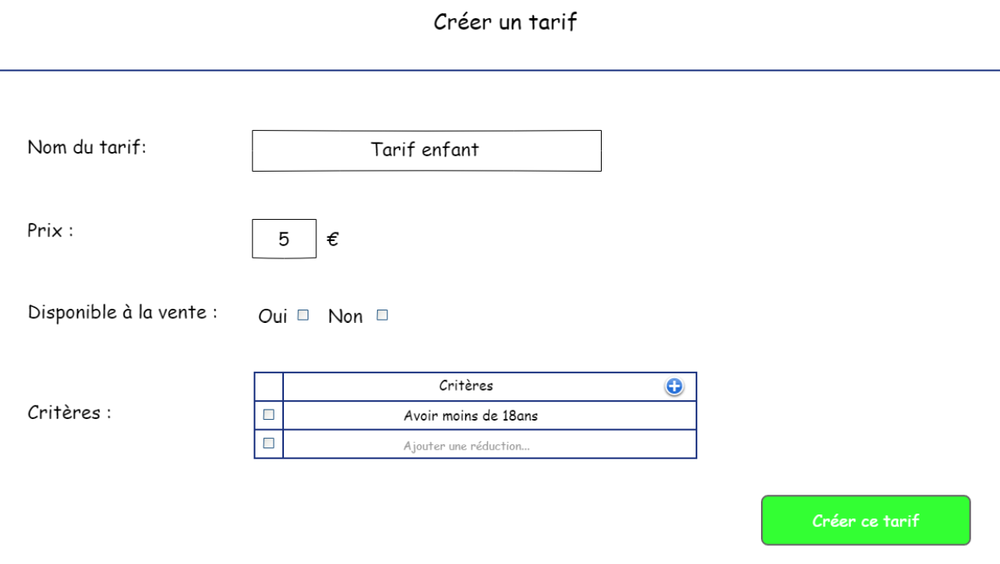 Créer un tarif
Nom du tarif:
Tarif enfant
Prix :
5 €
Disponible à la vente :
Oui Non
Critères :
Critères
Avoir moins de 18ans
Ajouter une réduction...
Créer ce tarif